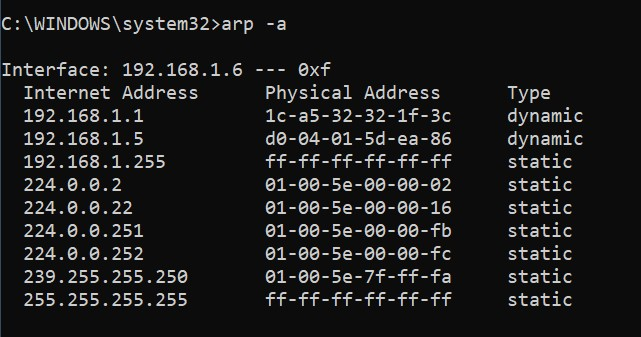 C:\WINDOWS\system32>arp -a
Interface: 192.168.1.6 --- 0xf
Internet Address Physical Address Type
192.168.1.1 1c-a5-32-32-1f-3c dynamic
192.168.1.5 d0-04-01-5d-ea-86 dynamic
192.168.1.255 ff-ff-ff-ff-ff-ff static
224.0.0.2 01-00-5e-00-00-02 static
224.0.0.22 01-00-5e-00-00-16 static
224.0.0.251 01-00-5e-00-00-fb static
224.0.0.252 01-00-5e-00-00-fc static
239.255.255.250 01-00-5e-7f-ff-fa static
255.255.255.255 ff-ff-ff-ff-ff-ff static